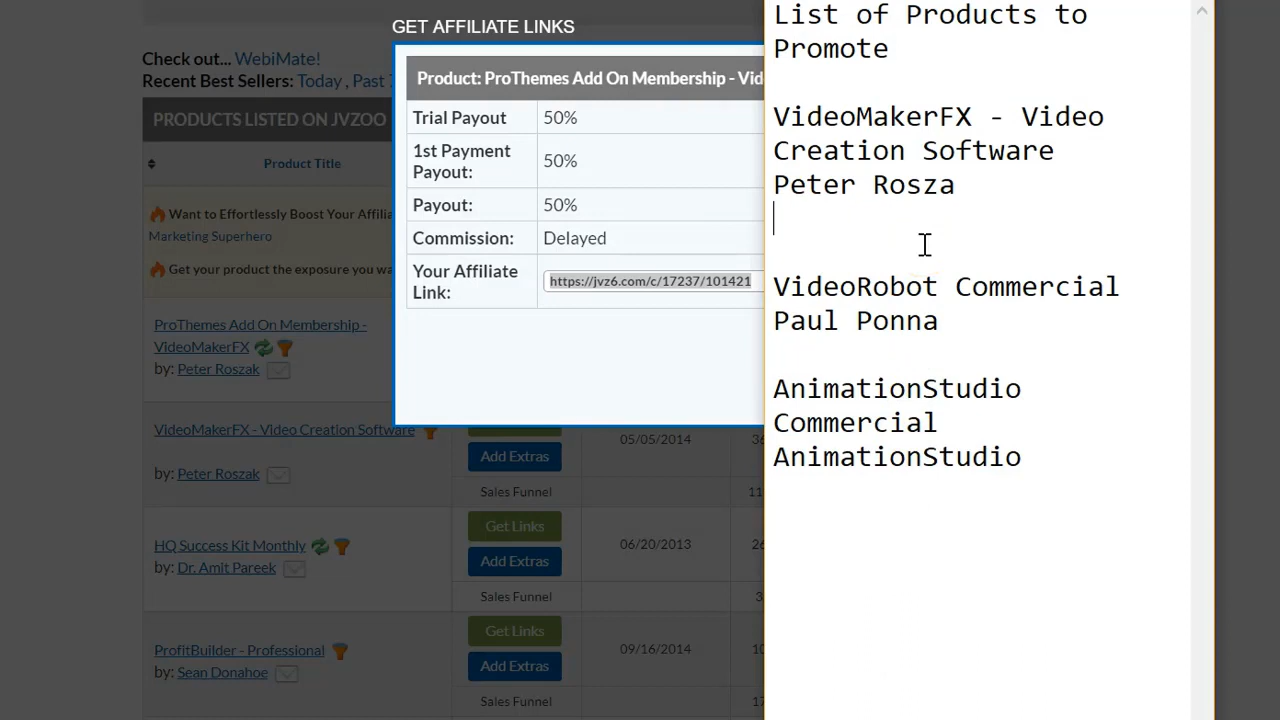 GET AFFILIATE LINKS
Check out... WebiMate!
Recent Best Sellers: Today , Past
PRODUCTS LISTED ON JVZOO
Product Title
Want to Effortlessly Boost Your Affilia
Marketing Superhero
Get your product the exposure you wa
ProThemes Add On Membership -
VideoMakerFX
by: Peter Roszak
VideoMakerFX - Video Creation Software
by: Peter Roszak
HQ Success Kit Monthly
by: Dr. Amit Pareek
ProfitBuilder - Professional
by: Sean Donahoe
Add Extras
05/05/2014
Sales Funnel
11
Get Links
06/20/2013
26
Add Extras
Sales Funnel
3
Get Links
09/16/2014
10
Add Extras
Sales Funnel
17
Product: ProThemes Add On Membership - Vid
Trial Payout 50%
1st Payment
Payout: 50%
Payout: 50%
Commission: Delayed
Your Affiliate
Link: https://jvz6.com/c/17237/101421
List of Products to
Promote
VideoMakerFX - Video
Creation Software
Peter Rosza
VideoRobot Commercial
Paul Ponna
AnimationStudio
Commercial
AnimationStudio